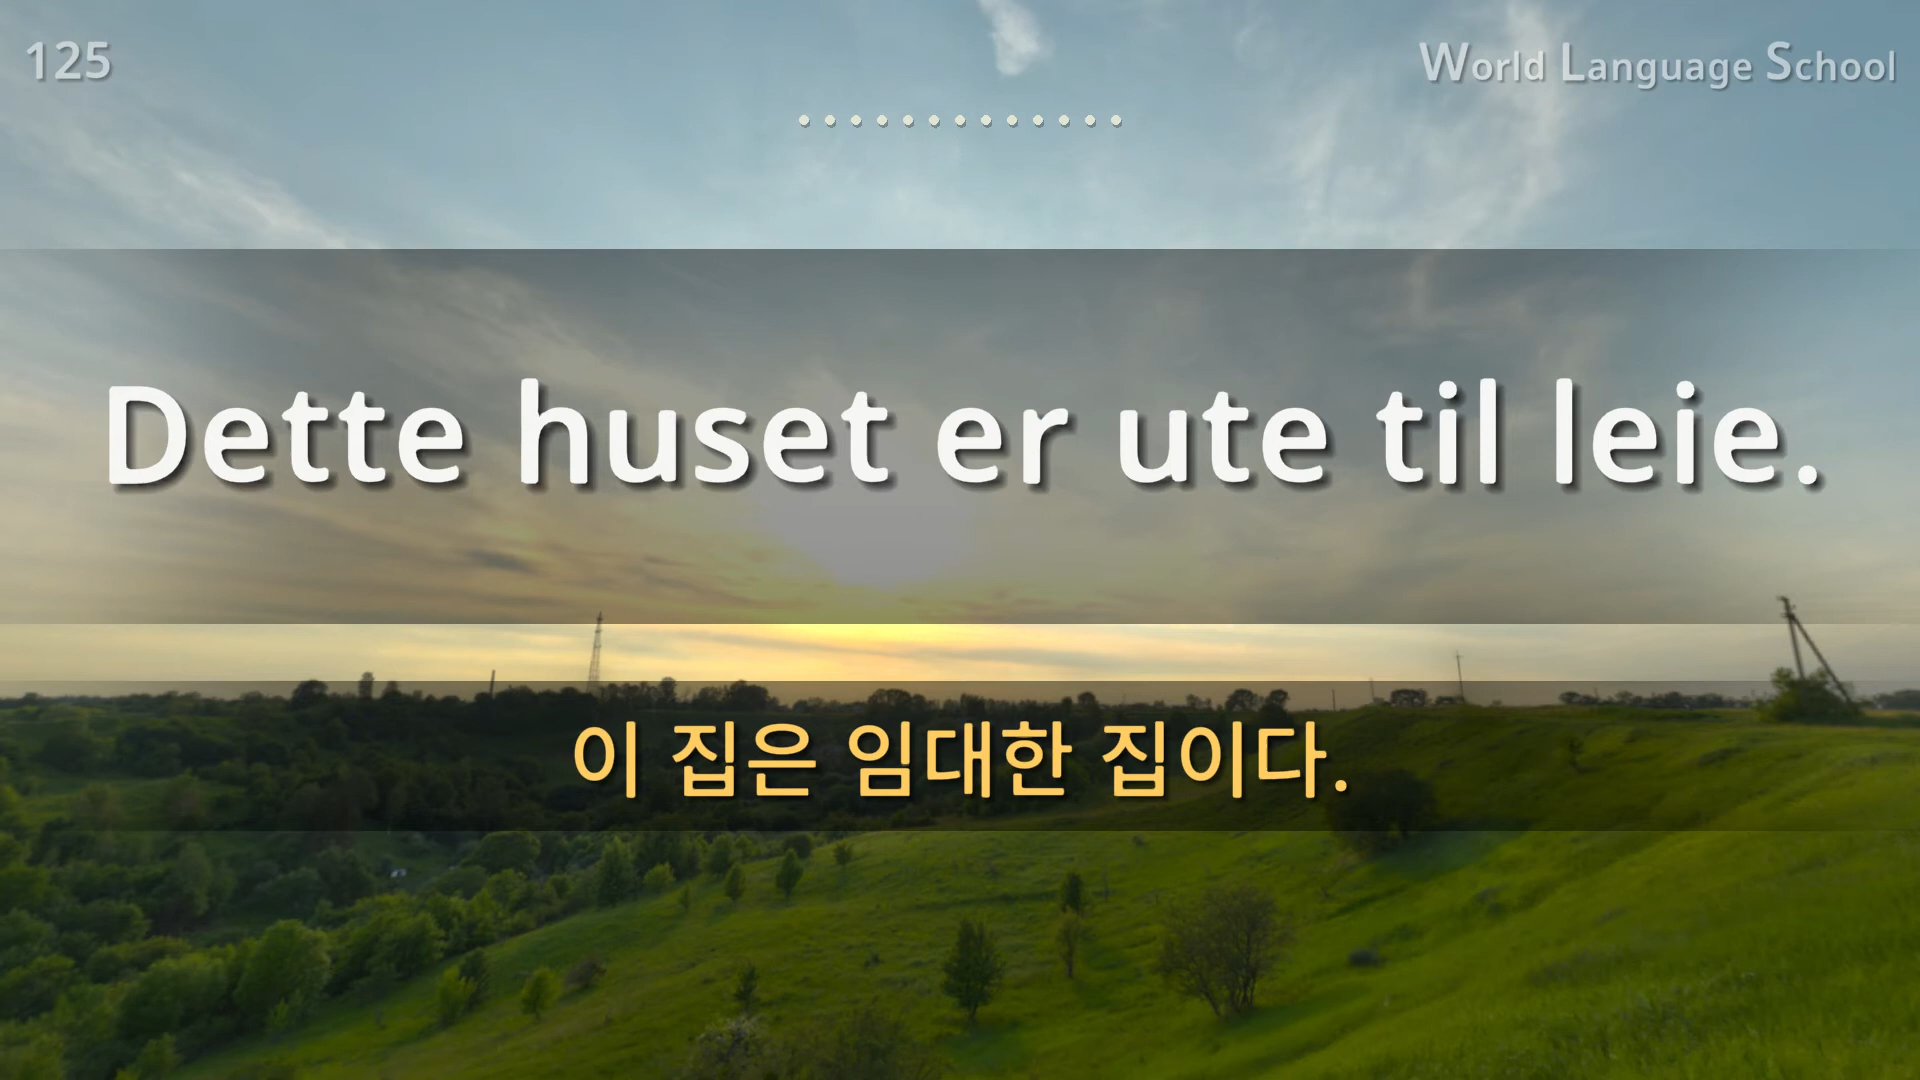 125
World Language School
Dette huset er ute til leie.
이 집은 임대한 집이다.